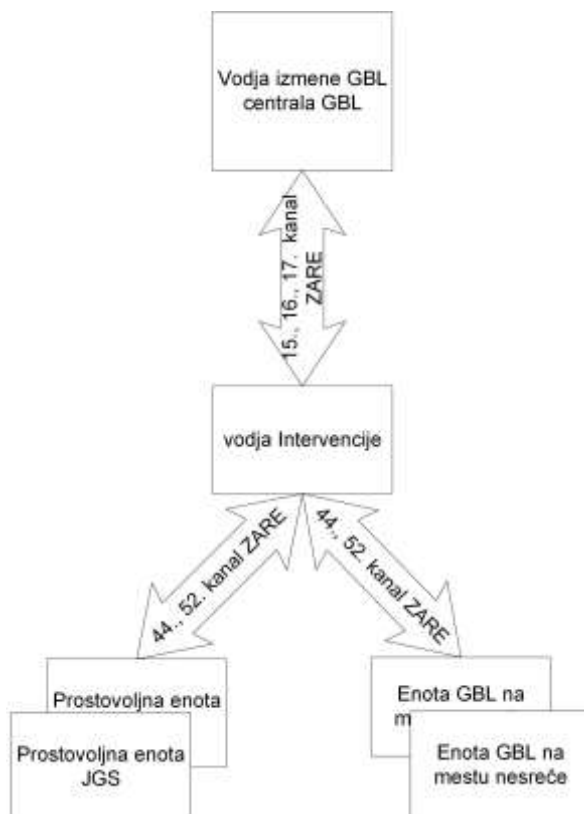 Vodja izmene GBL
centrala GBL
15., 16., 17. kanal
ZARE
vodja Intervencije
44., 52. kanal ZARE
44., 52. kanal ZARE
Prostovoljna enota
Prostovoljna enota
JGS
Enota GBL na
Enota GBL na
mestu nesreče